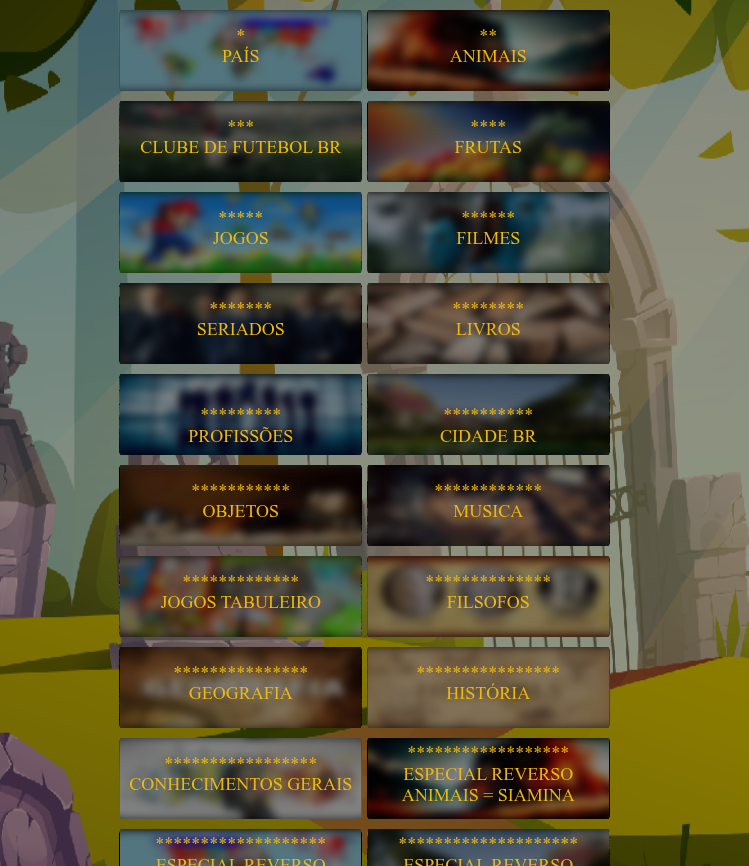 *
PAÍS
**
ANIMAIS
***
CLUBE DE FUTEBOL BR
****
FRUTAS
*****
JOGOS
******
FILMES
*******
SERIADOS
********
LIVROS
*********
PROFISSÕES
**********
CIDADE BR
***********
OBJETOS
************
MUSICA
*************
JOGOS TABULEIRO
**************
FILSOFOS
***************
GEOGRAFIA
****************
HISTÓRIA
*****************
CONHECIMENTOS GERAIS
******************
ESPECIAL REVERSO
ANIMAIS = SIAMINA
*******************
ESPECIAL REVERSO
********************
ESPECIAL REVERSO